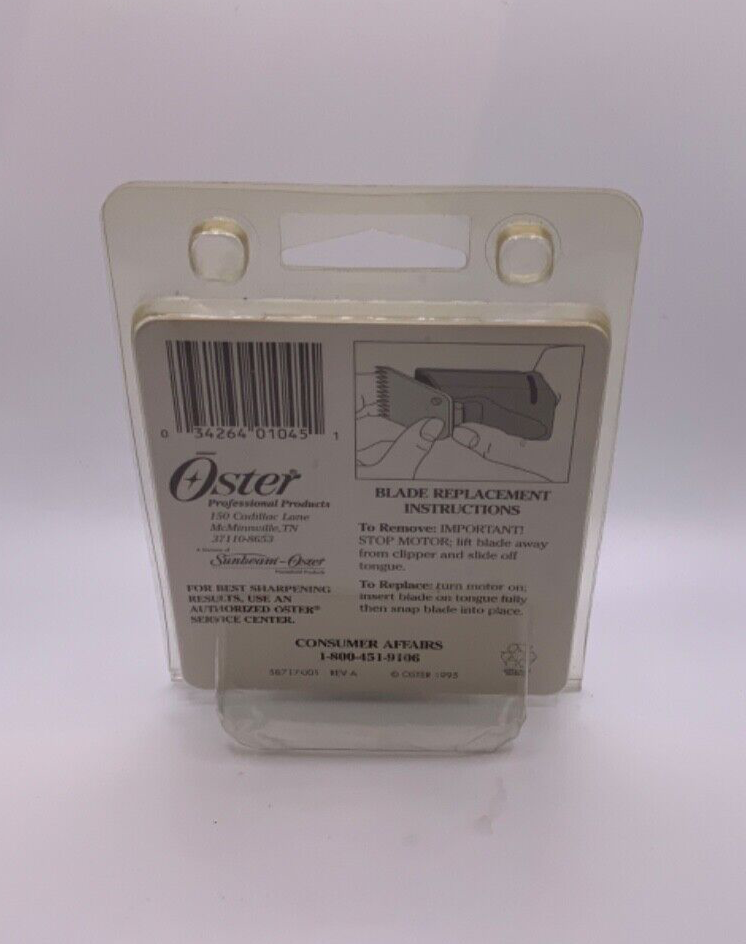 0 34264 01045 1
Oster®
Professional Products
150 Cadillac Lane
McMinnville, TN
37110-8653
A Division of
Sunbeam-Oster
Household Products
FOR BEST SHARPENING
RESULTS, USE AN
AUTHORIZED OSTER®
SERVICE CENTER.
BLADE REPLACEMENT
INSTRUCTIONS
To Remove: IMPORTANT!
STOP MOTOR; lift blade away
from clipper and slide off
tongue.
To Replace: turn motor on;
insert blade on tongue fully
then snap blade into place.
CONSUMER AFFAIRS
1-800-451-9106
REV A © OSTER 1995